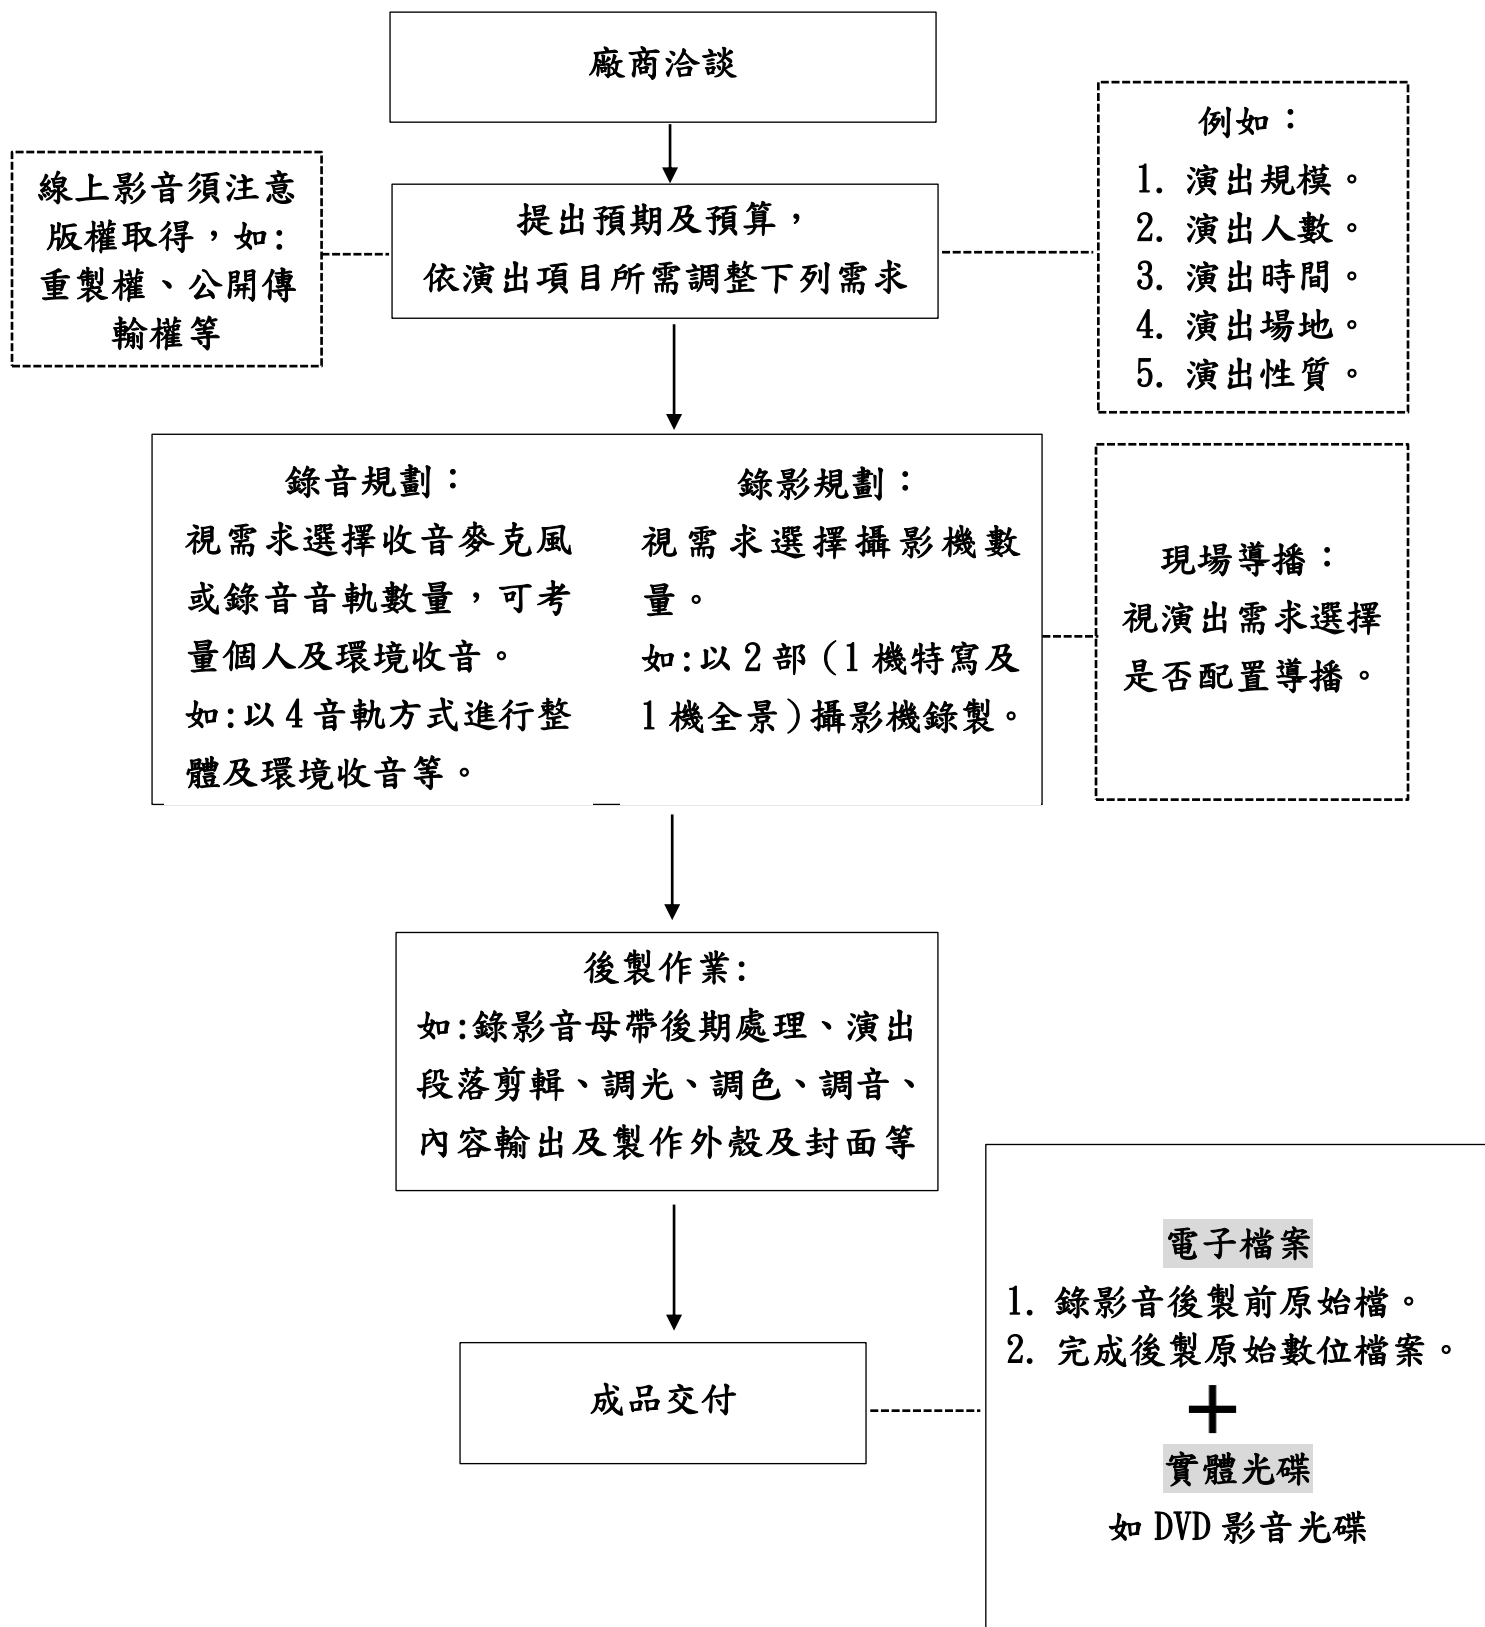 廠商洽談
線上影音須注意
版權取得，如:
重製權、公開傳
輸權等
提出預期及預算，
依演出項目所需調整下列需求
例如：
1. 演出規模。
2. 演出人數。
3. 演出時間。
4. 演出場地。
5. 演出性質。
錄音規劃：
視需求選擇收音麥克風
或錄音音軌數量，可考
量個人及環境收音。
如:以 4 音軌方式進行整
體及環境收音等。
錄影規劃：
視需求選擇攝影機數
量。
如:以 2 部（1 機特寫及
1 機全景）攝影機錄製。
現場導播：
視演出需求選擇
是否配置導播。
後製作業:
如:錄影音母帶後期處理、演出
段落剪輯、調光、調色、調音、
內容輸出及製作外殼及封面等
成品交付
電子檔案
1. 錄影音後製前原始檔。
2. 完成後製原始數位檔案。
+
實體光碟
如 DVD 影音光碟